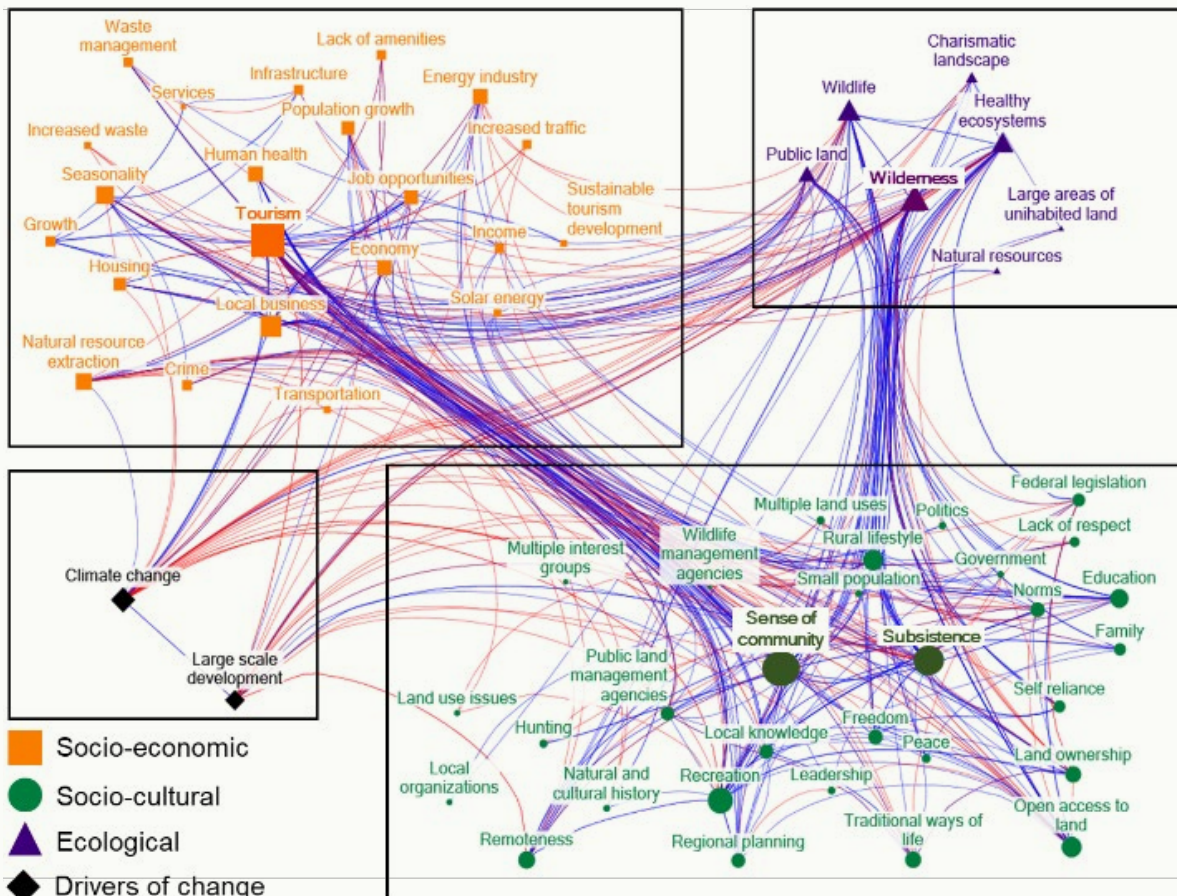 Waste
management
Lack of amenities
Infrastructure
Energy industry
Services
Population growth
Increased waste
Increased traffic
Human health
Seasonality
Job opportunities
Sustainable
tourism
development
Tourism
Growth
Income
Economy
Housing
Solar energy
Local business
Natural resource
extraction
Crime
Transportation
Charismatic
landscape
Wildlife
Healthy
ecosystems
Public land
Wilderness
Large areas of
unihabited land
Natural resources
Climate change
Large scale
development
Federal legislation
Multiple land uses
Politics
Lack of respect
Wildlife
management
agencies
Rural lifestyle
Multiple interest
groups
Government
Small population
Education
Norms
Sense of
community
Subsistence
Family
Public land
management
agencies
Self reliance
Land use issues
Freedom
Hunting
Local knowledge
Peace
Land ownership
Local
organizations
Natural and
cultural history
Recreation
Leadership
Open access to
land
Remoteness
Regional planning
Traditional ways of
life
Socio-economic
Socio-cultural
Ecological
Drivers of change